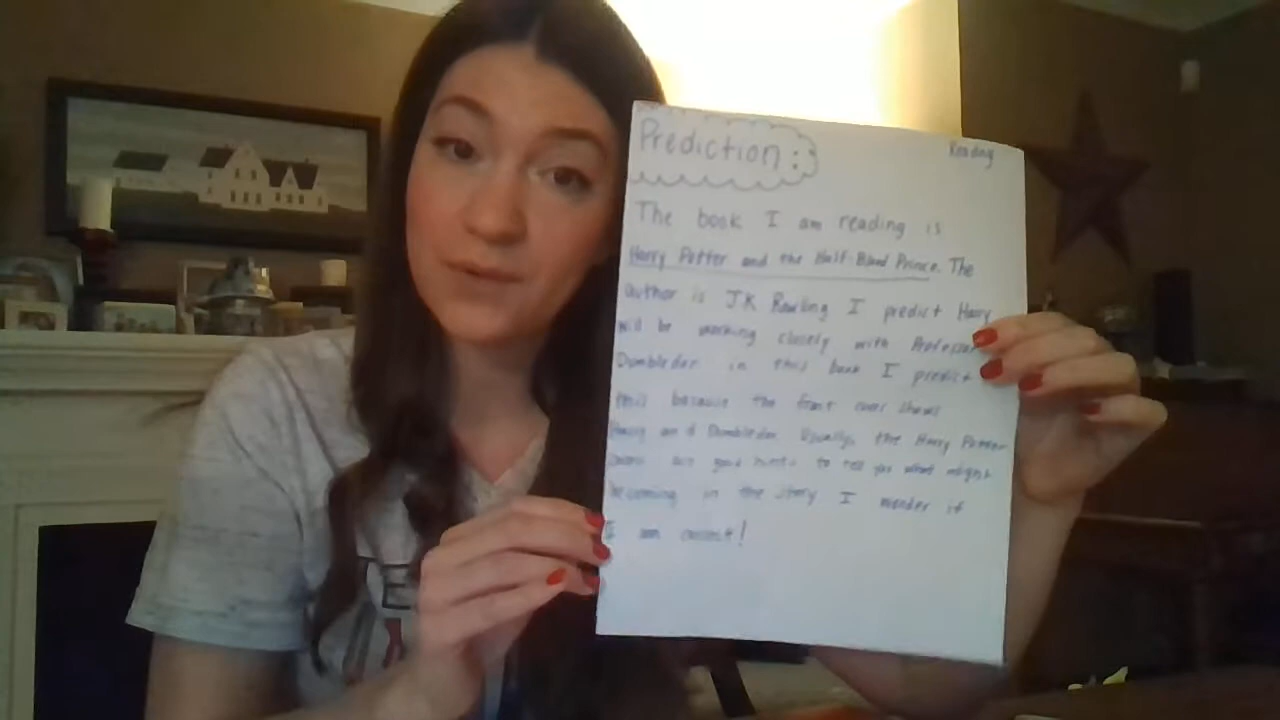 Prediction:
Reading
The book I am reading is
Harry Potter and the Half-Blood Prince. The
author is J.K Rowling I predict Harry
will be working closely with Professor
Dumbledor in this book I predict
this because the front cover shows
Harry and Dumbledor. Usually, the Harry Potter
are good hints to tell you what might
be coming in the story I wonder if
I am correct!
TE